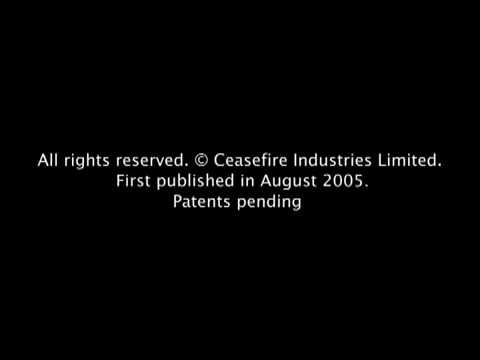 All rights reserved. © Ceasefire Industries Limited.
First published in August 2005.
Patents pending